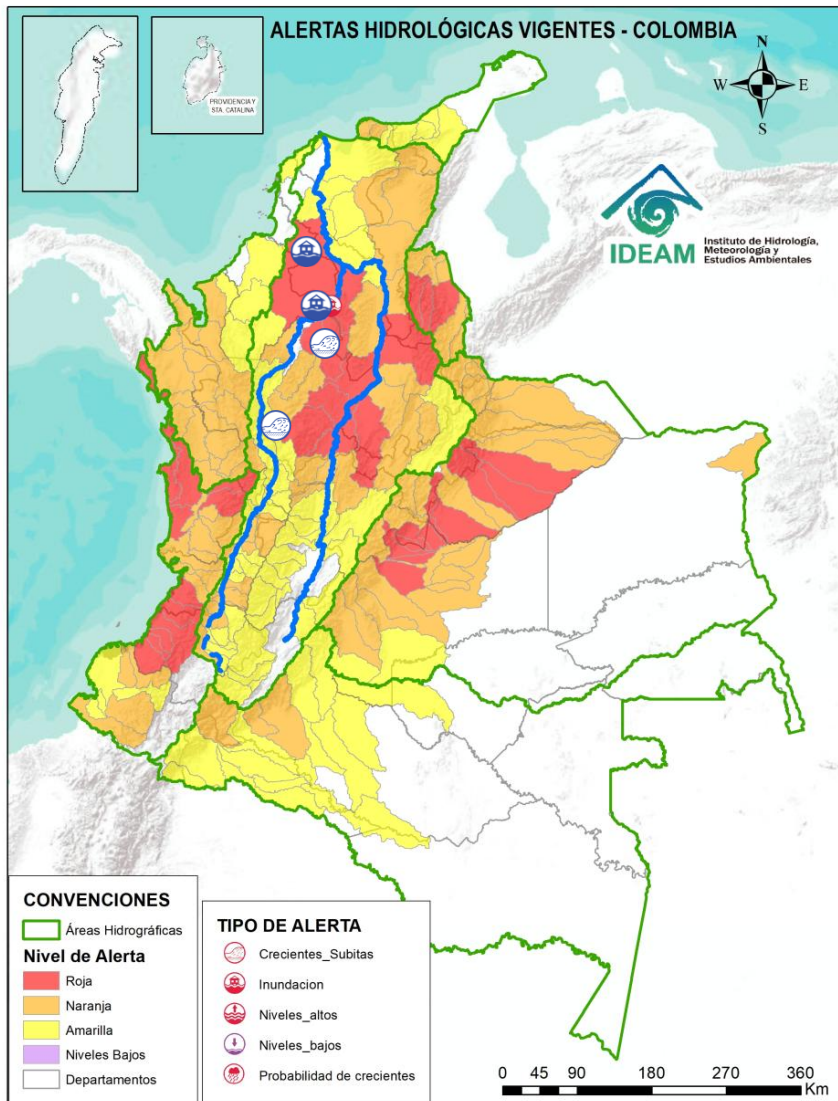 ALERTAS HIDROLÓGICAS VIGENTES - COLOMBIA
PROVIDENCIA Y
STA. CATALINA
N
W
E
S
IDEAM
Instituto de Hidrología,
Meteorología y
Estudios Ambientales
CONVENCIONES
Áreas Hidrográficas
Nivel de Alerta
Roja
Naranja
Amarilla
Niveles Bajos
Departamentos
TIPO DE ALERTA
Crecientes_Subitas
Inundacion
Niveles_altos
Niveles_bajos
Probabilidad de crecientes
0 45 90 180 270 360
Km